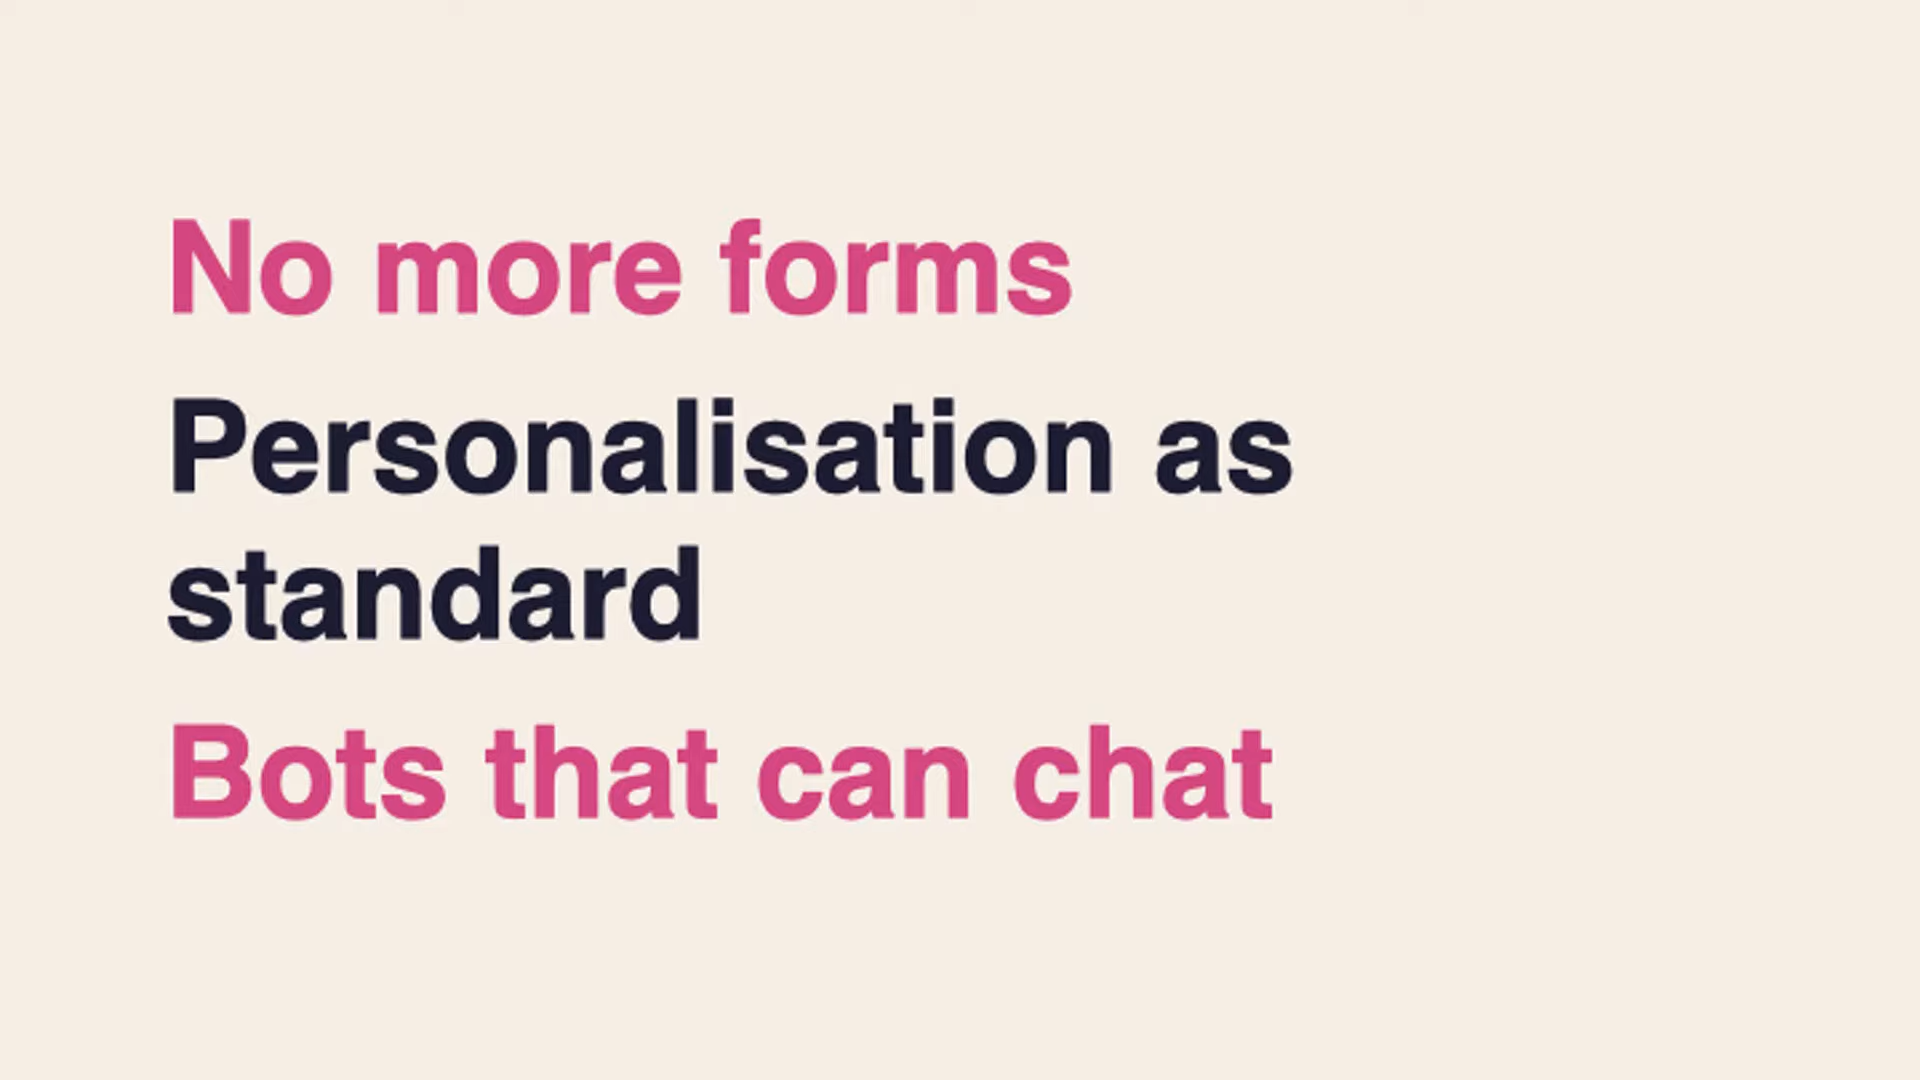 No more forms
Personalisation as
standard
Bots that can chat